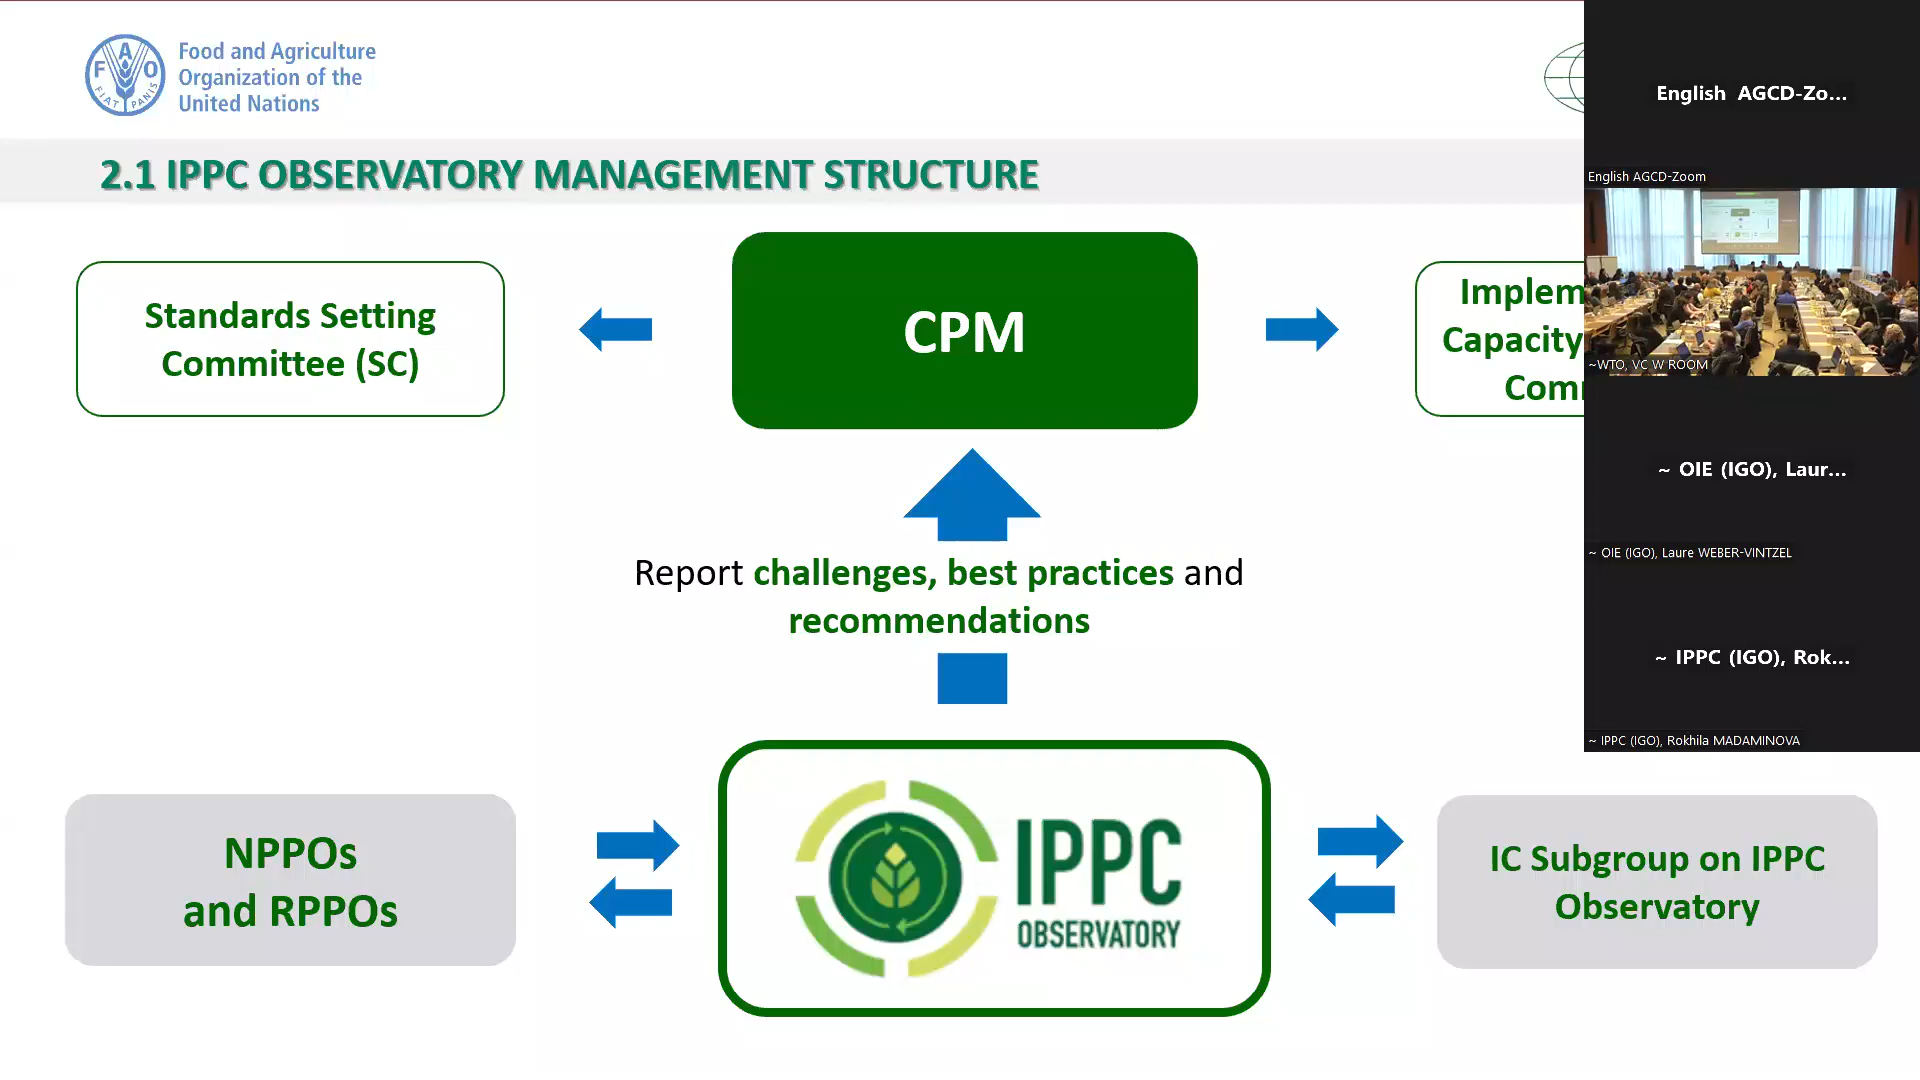 Food and Agriculture
Organization of the
United Nations
F A O
FIAT PANIS
2.1 IPPC OBSERVATORY MANAGEMENT STRUCTURE
Standards Setting
Committee (SC)
CPM
Capacity
Report challenges, best practices and
recommendations
NPPOs
and RPPOs
IPPC
OBSERVATORY
IC Subgroup on IPPC
Observatory
English AGCD-Zo...
English AGCD-Zoom
~WTO, VC W ROOM
~ OIE (IGO), Laur...
~ OIE (IGO), Laure WEBER-VINTZEL
~ IPPC (IGO), Rok...
~ IPPC (IGO), Rokhila MADAMINOVA